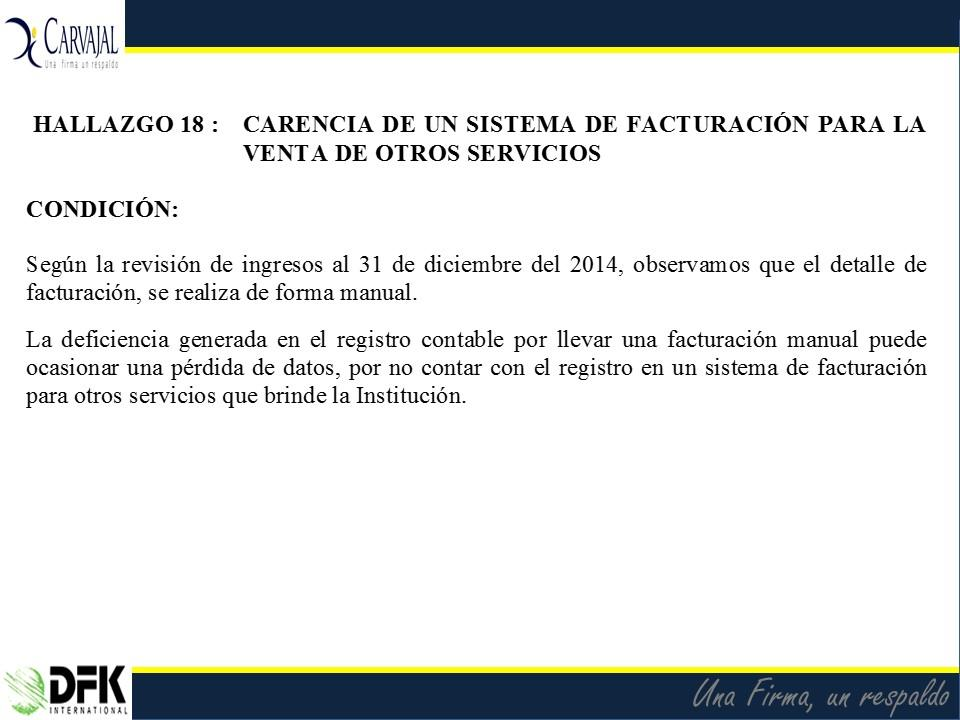 CARVAJAL
Una firma un respaldo
HALLAZGO 18 : CARENCIA DE UN SISTEMA DE FACTURACIÓN PARA LA
VENTA DE OTROS SERVICIOS
CONDICIÓN:
Según la revisión de ingresos al 31 de diciembre del 2014, observamos que el detalle de
facturación, se realiza de forma manual.
La deficiencia generada en el registro contable por llevar una facturación manual puede
ocasionar una pérdida de datos, por no contar con el registro en un sistema de facturación
para otros servicios que brinde la Institución.
DFK
INTERNATIONAL
Una Firma, un respaldo